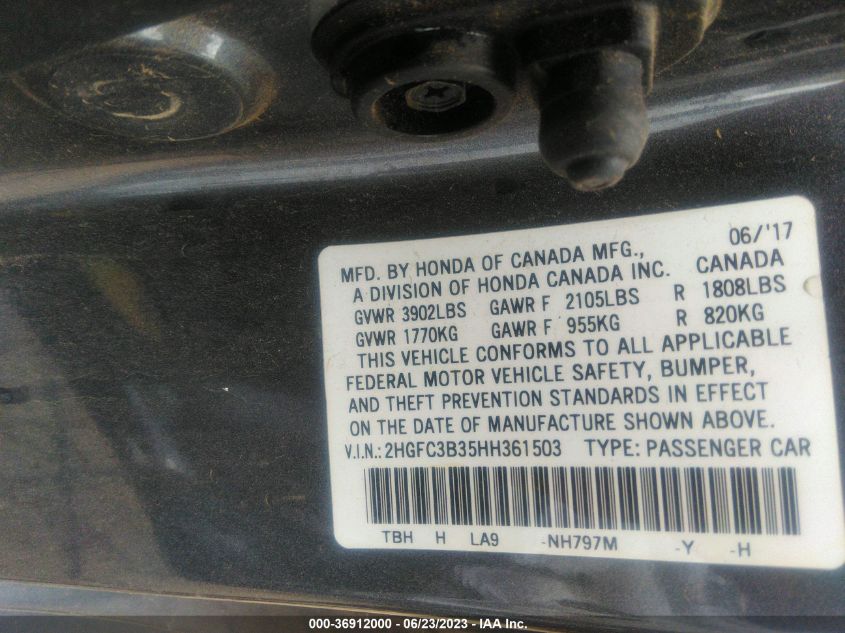 06/'17
MFD. BY HONDA OF CANADA MFG., CANADA
A DIVISION OF HONDA CANADA INC.
GVWR 3902LBS GAWR F 2105LBS R 1808LBS
GVWR 1770KG GAWR F 955KG R 820KG
THIS VEHICLE CONFORMS TO ALL APPLICABLE
FEDERAL MOTOR VEHICLE SAFETY, BUMPER,
AND THEFT PREVENTION STANDARDS IN EFFECT
ON THE DATE OF MANUFACTURE SHOWN ABOVE.
V.I.N.: 2HGFC3B35HH361503 TYPE: PASSENGER CAR
TBH H LA9 -NH797M -Y -H
000-36912000 - 06/23/2023 - IAA Inc.